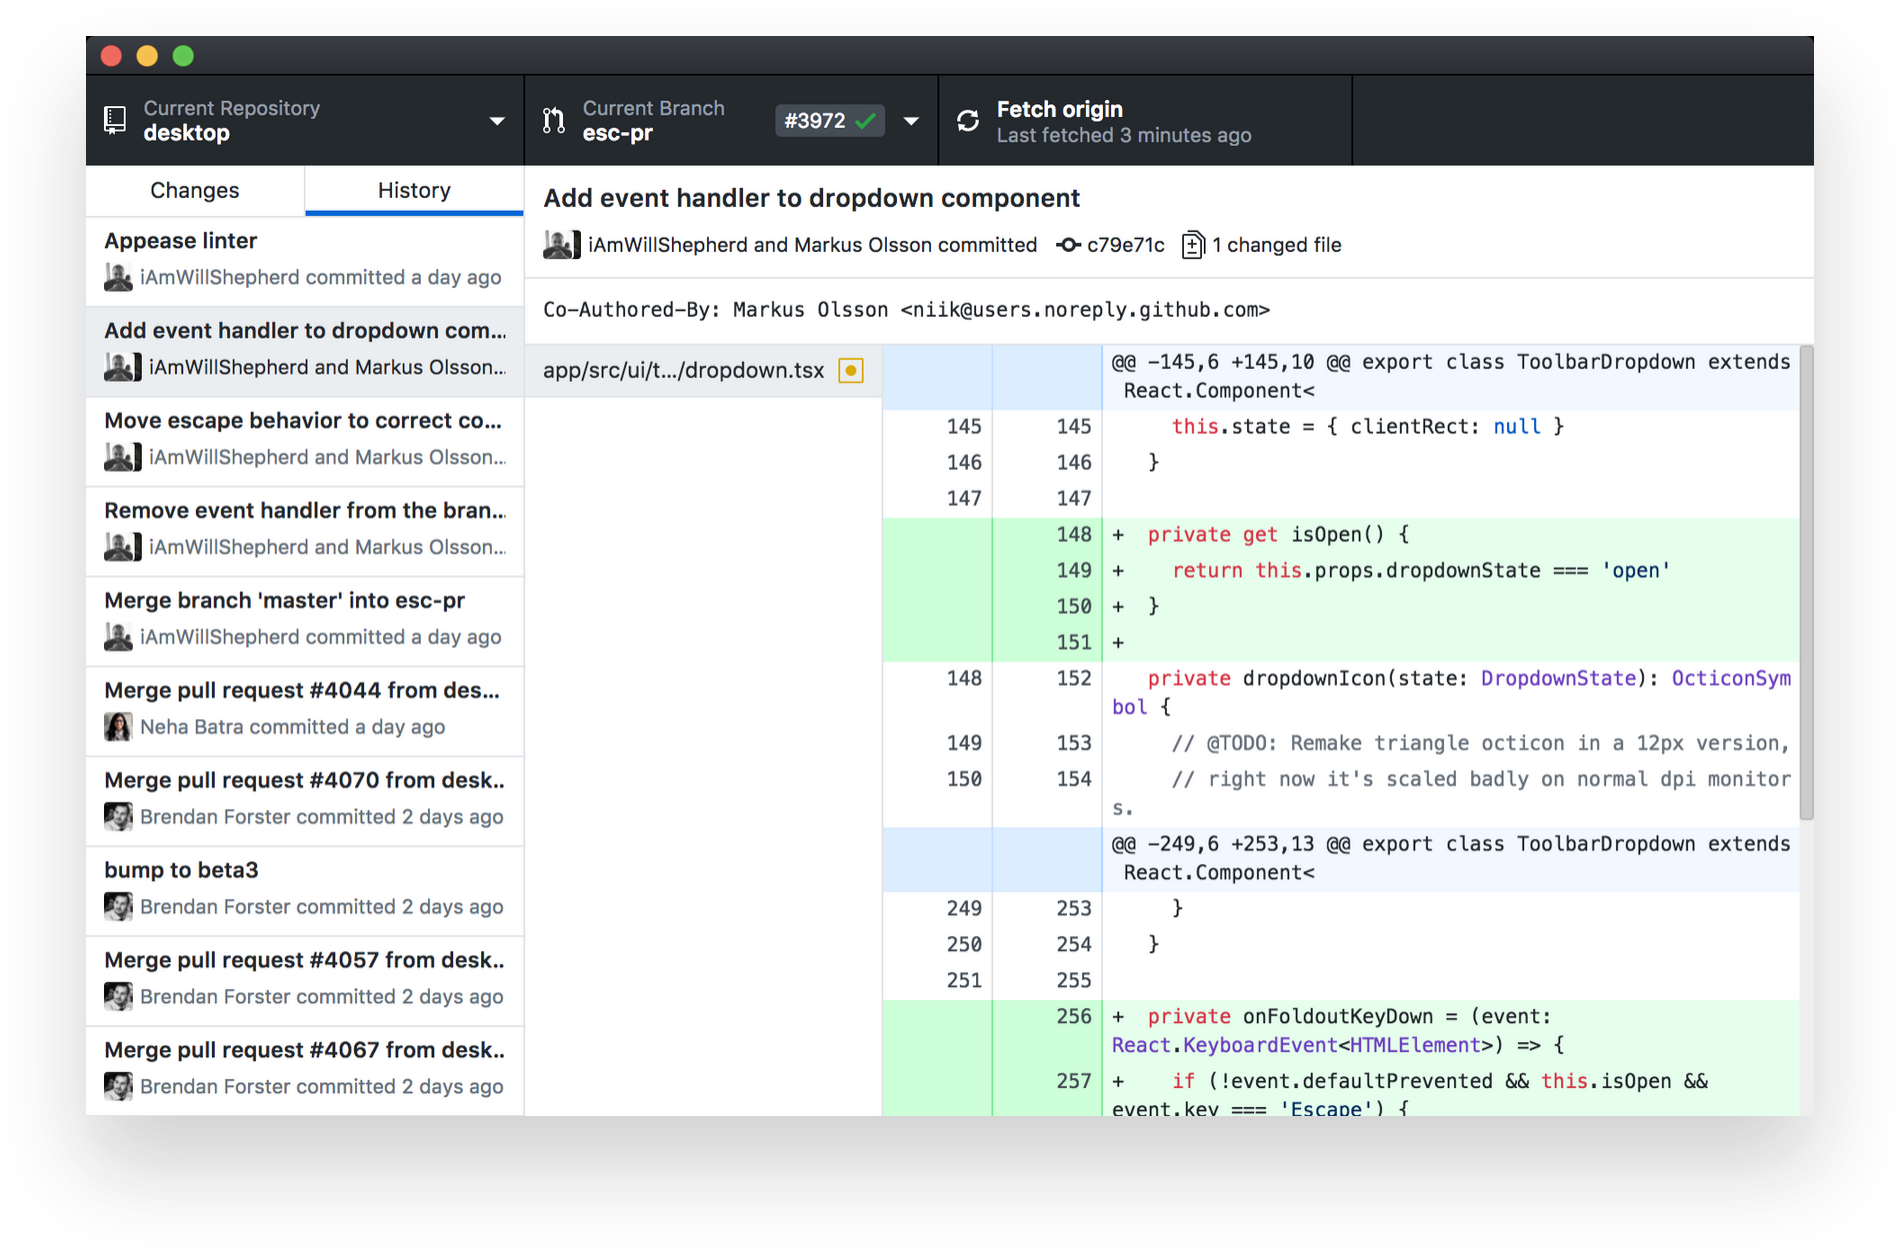 Current Repository
desktop
Current Branch
esc-pr
#3972
Fetch origin
Last fetched 3 minutes ago
Changes
History
Appease linter
iAmWillShepherd committed a day ago
Add event handler to dropdown com...
iAmWillShepherd and Markus Olsson...
Move escape behavior to correct co...
iAmWillShepherd and Markus Olsson...
Remove event handler from the bran...
iAmWillShepherd and Markus Olsson...
Merge branch 'master' into esc-pr
iAmWillShepherd committed a day ago
Merge pull request #4044 from des...
Neha Batra committed a day ago
Merge pull request #4070 from desk...
Brendan Forster committed 2 days ago
bump to beta3
Brendan Forster committed 2 days ago
Merge pull request #4057 from desk...
Brendan Forster committed 2 days ago
Merge pull request #4067 from desk...
Brendan Forster committed 2 days ago
Add event handler to dropdown component
iAmWillShepherd and Markus Olsson committed c79e71c 1 changed file
Co-Authored-By: Markus Olsson <niik@users.noreply.github.com>
app/src/ui/t.../dropdown.tsx
@@ -145,6 +145,10 @@ export class ToolbarDropdown extends
React.Component<
145 145 this.state = { clientRect: null }
146 146 }
147 147
148 + private get isOpen() {
149 + return this.props.dropdownState === 'open'
150 + }
151 +
148 152 private dropdownIcon(state: DropdownState): OcticonSym
bol {
149 153 // @TODO: Remake triangle octicon in a 12px version,
150 154 // right now it's scaled badly on normal dpi monitor
s.
@@ -249,6 +253,13 @@ export class ToolbarDropdown extends
React.Component<
249 253 }
250 254 }
251 255
256 + private onFoldoutKeyDown = (event:
React.KeyboardEvent<HTMLElement>) => {
257 + if (!event.defaultPrevented && this.isOpen &&
event.key === 'Escape') {